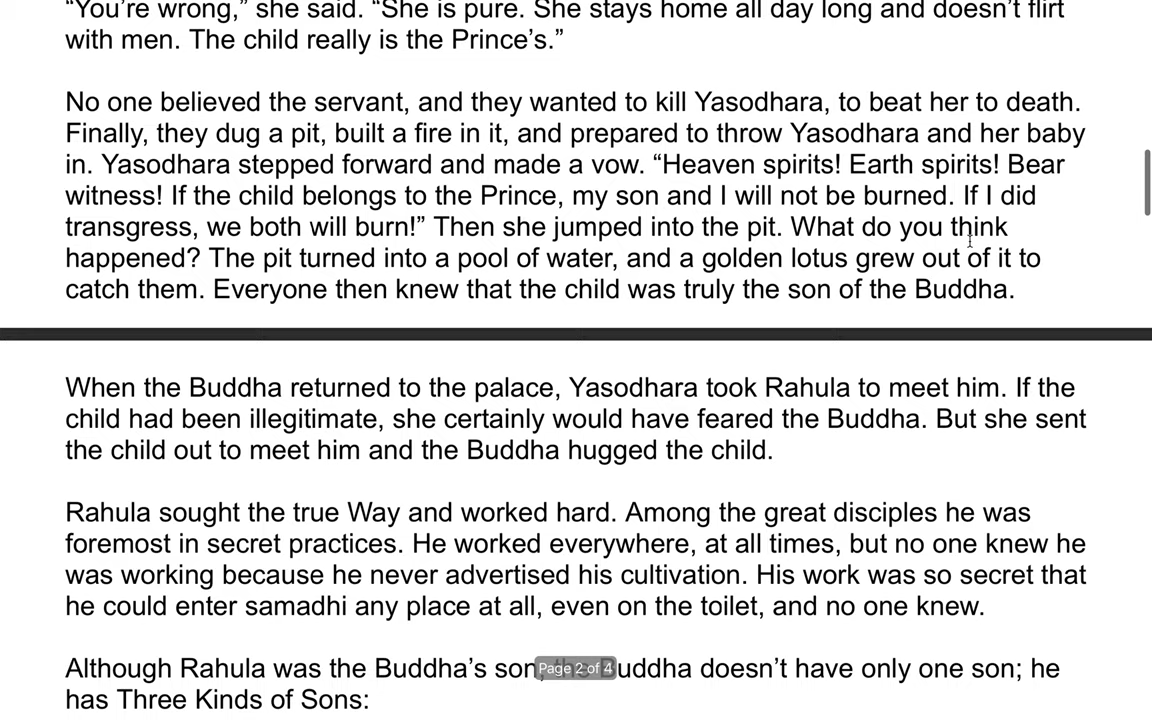 “You’re wrong,” she said. “She is pure. She stays home all day long and doesn’t flirt
with men. The child really is the Prince’s.”
No one believed the servant, and they wanted to kill Yasodhara, to beat her to death.
Finally, they dug a pit, built a fire in it, and prepared to throw Yasodhara and her baby
in. Yasodhara stepped forward and made a vow. “Heaven spirits! Earth spirits! Bear
witness! If the child belongs to the Prince, my son and I will not be burned. If I did
transgress, we both will burn!” Then she jumped into the pit. What do you think
happened? The pit turned into a pool of water, and a golden lotus grew out of it to
catch them. Everyone then knew that the child was truly the son of the Buddha.
When the Buddha returned to the palace, Yasodhara took Rahula to meet him. If the
child had been illegitimate, she certainly would have feared the Buddha. But she sent
the child out to meet him and the Buddha hugged the child.
Rahula sought the true Way and worked hard. Among the great disciples he was
foremost in secret practices. He worked everywhere, at all times, but no one knew he
was working because he never advertised his cultivation. His work was so secret that
he could enter samadhi any place at all, even on the toilet, and no one knew.
Although Rahula was the Buddha’s son, the Buddha doesn’t have only one son; he
Page 2 of 4
has Three Kinds of Sons: